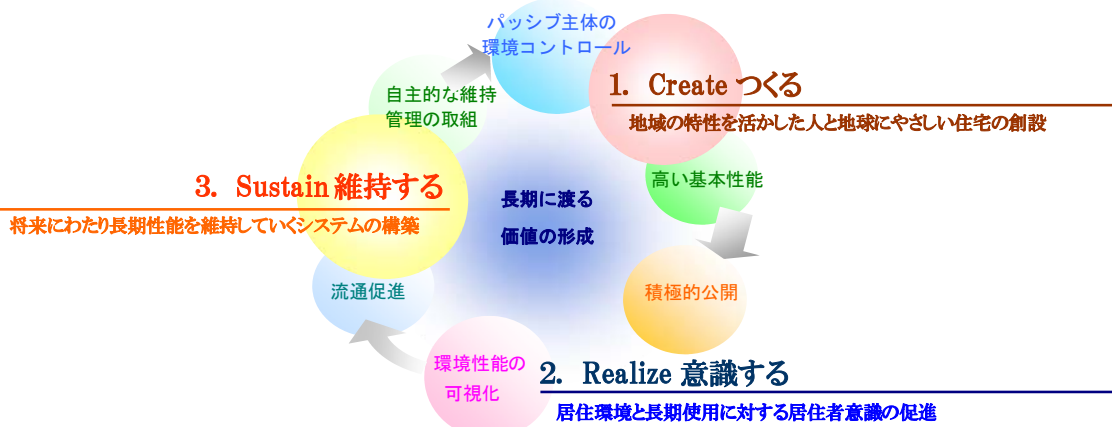 パッシブ主体の
環境コントロール
1. Create つくる
地域の特性を活かした人と地球にやさしい住宅の創設
自主的な維持
管理の取組
高い基本性能
3. Sustain 維持する
将来にわたり長期性能を維持していくシステムの構築
長期に渡る
価値の形成
流通促進
積極的公開
環境性能の
可視化
2. Realize 意識する
居住環境と長期使用に対する居住者意識の促進